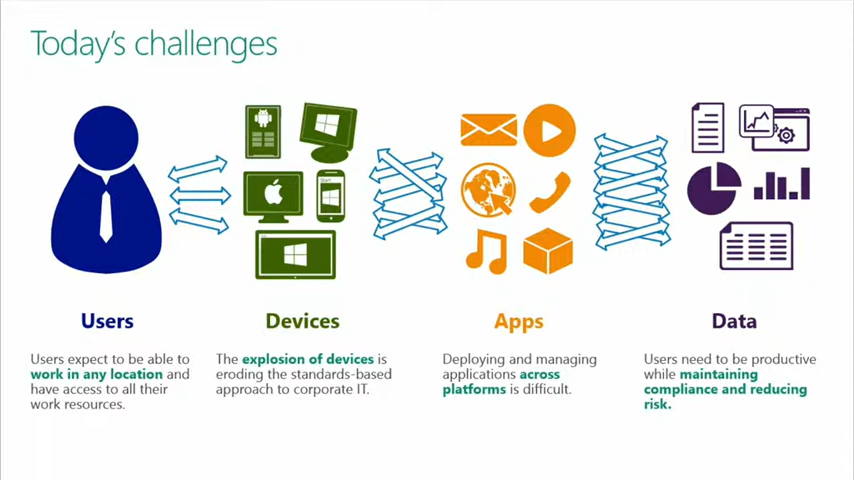 Today's challenges
Start
Users
Devices
Apps
Data
Users expect to be able to
work in any location and
have access to all their
work resources.
The explosion of devices is
eroding the standards-based
approach to corporate IT.
Deploying and managing
applications across
platforms is difficult.
Users need to be productive
while maintaining
compliance and reducing
risk.